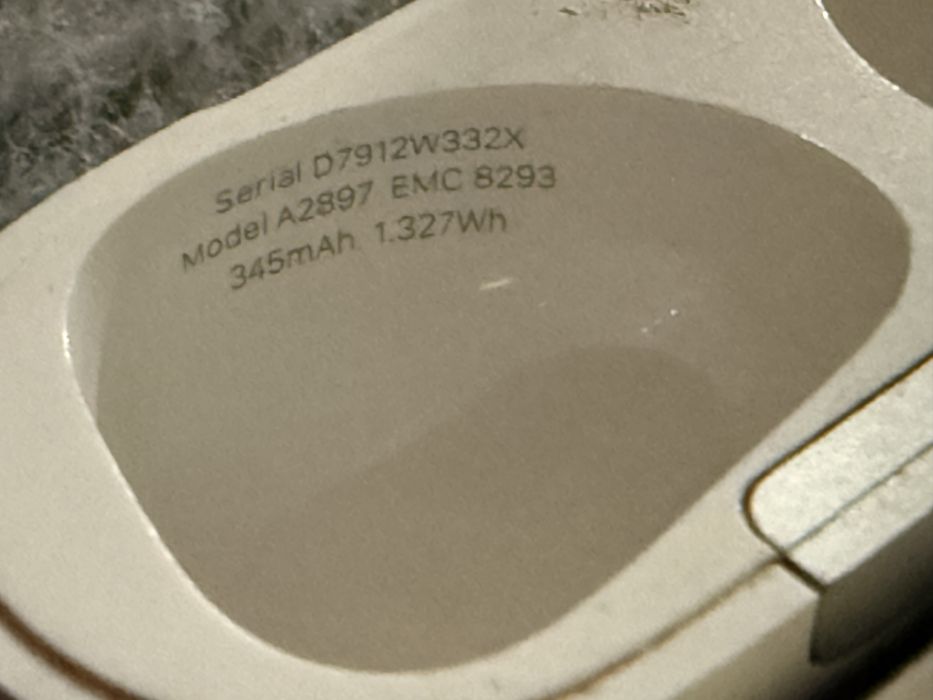 Serial D7912W332X
Model A2897 EMC 8293
345mAh 1.327Wh